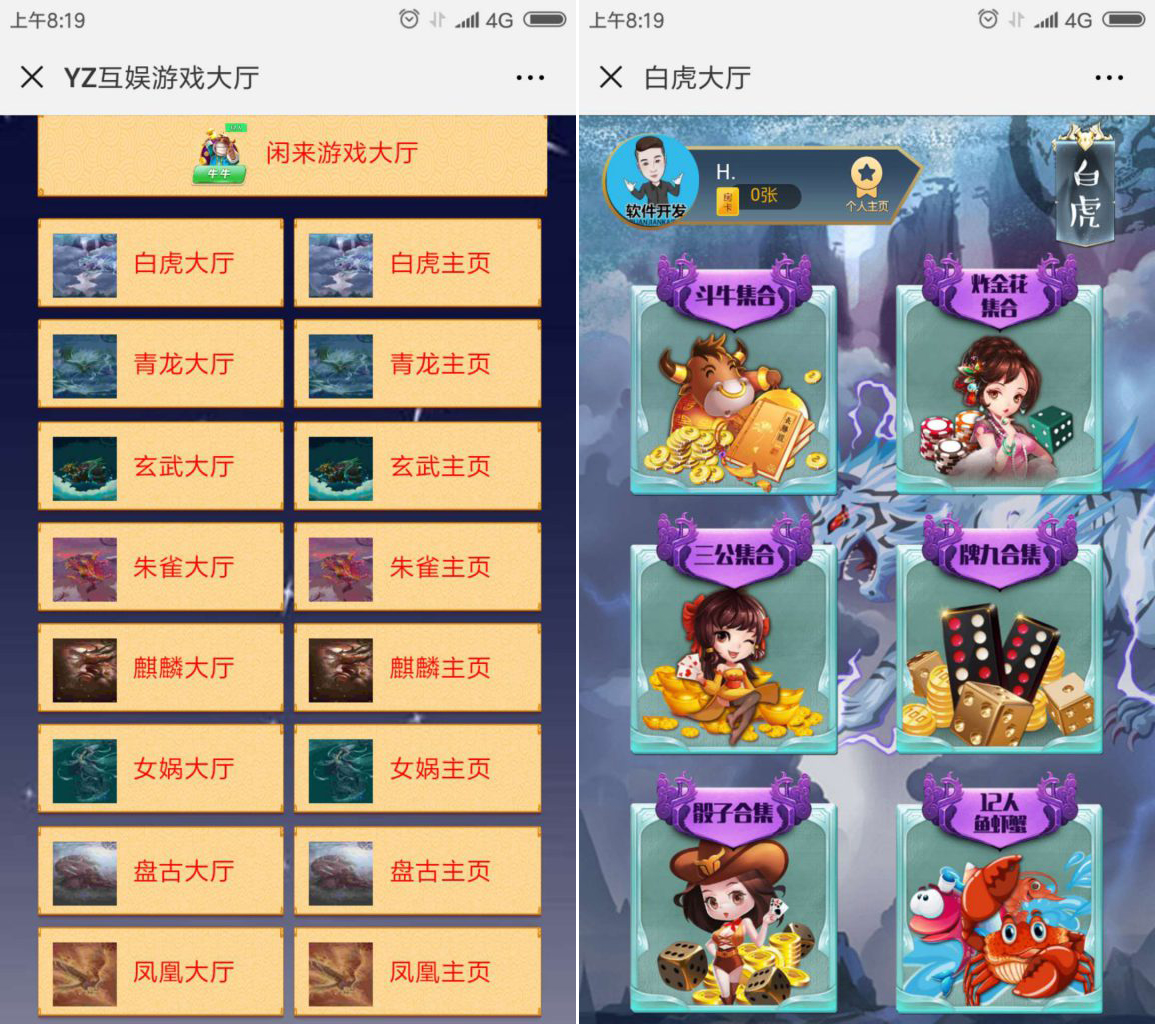 上午8:19
4G
YZ互娱游戏大厅
牛牛
闲来游戏大厅
白虎大厅
白虎主页
青龙大厅
青龙主页
玄武大厅
玄武主页
朱雀大厅
朱雀主页
麒麟大厅
麒麟主页
女娲大厅
女娲主页
盘古大厅
盘古主页
凤凰大厅
凤凰主页
上午8:19
4G
白虎大厅
软件开发
H.
房卡
0张
个人主页
白虎
斗牛集合
炸金花
集合
三公集合
牌九合集
100
骰子合集
12人
鱼虾蟹